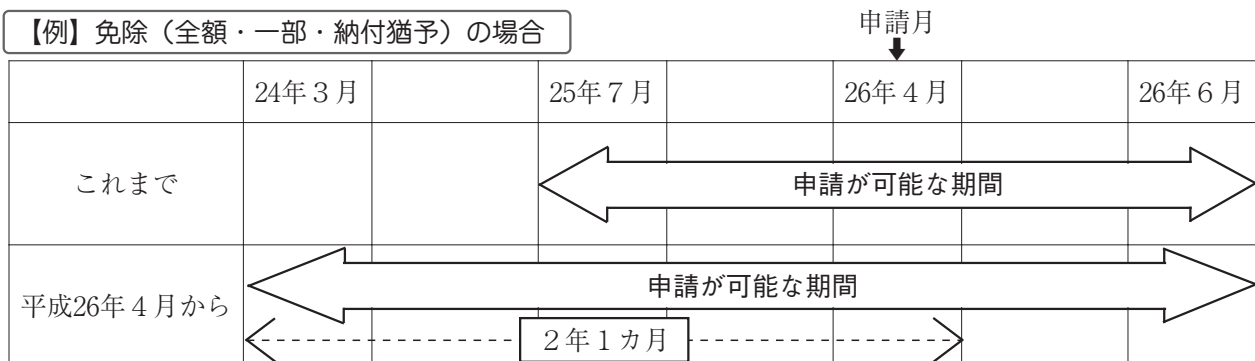 【例】免除（全額・一部・納付猶予）の場合
申請月
24年３月 25年７月 26年４月 26年６月
これまで
申請が可能な期間
申請が可能な期間
平成26年４月から
２年１カ月